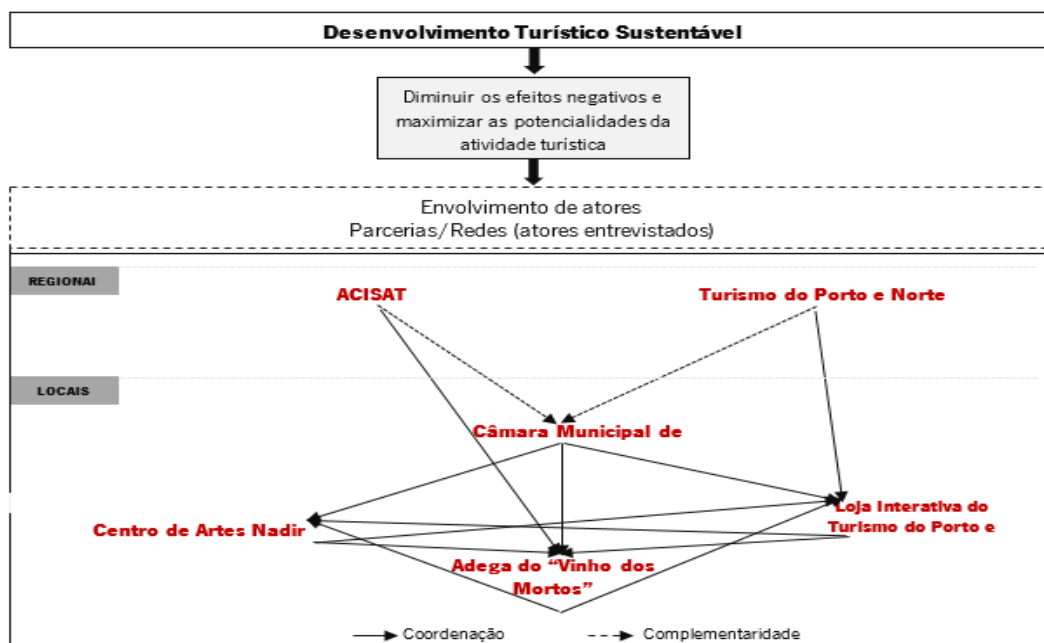 Desenvolvimento Turístico Sustentável
Diminuir os efeitos negativos e
maximizar as potencialidades da
atividade turística
Envolvimento de atores
Parcerias/Redes (atores entrevistados)
REGIONAI
ACISAT
Turismo do Porto e Norte
LOCAIS
Câmara Municipal de
Centro de Artes Nadir
Loja Interativa do
Turismo do Porto e
Adega do “Vinho dos
Mortos”
Coordenação
Complementaridade